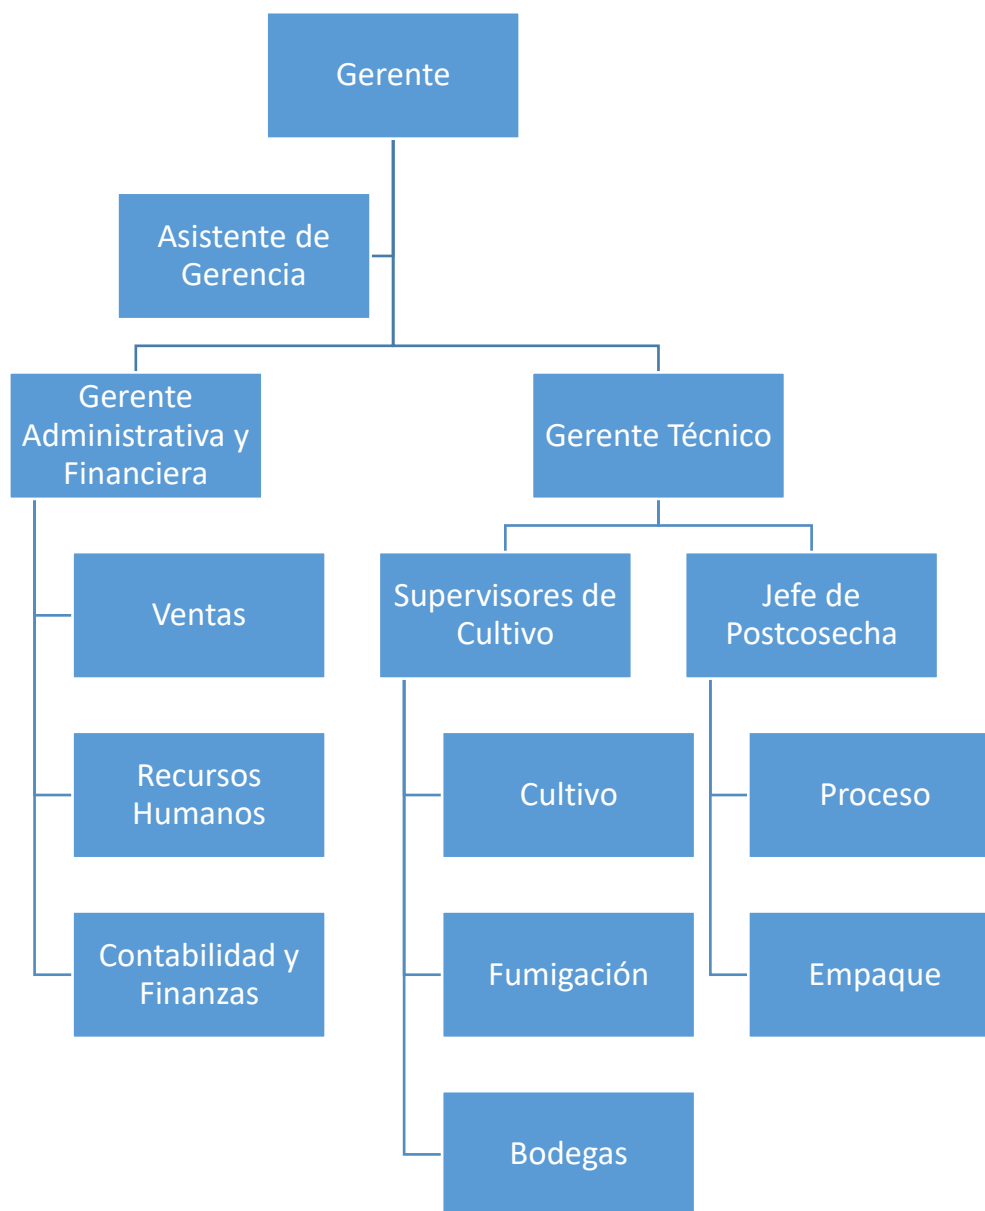 Gerente
Asistente de
Gerencia
Gerente
Administrativa y
Financiera
Gerente Técnico
Ventas
Recursos
Humanos
Contabilidad y
Finanzas
Supervisores de
Cultivo
Jefe de
Postcosecha
Cultivo
Fumigación
Bodegas
Proceso
Empaque